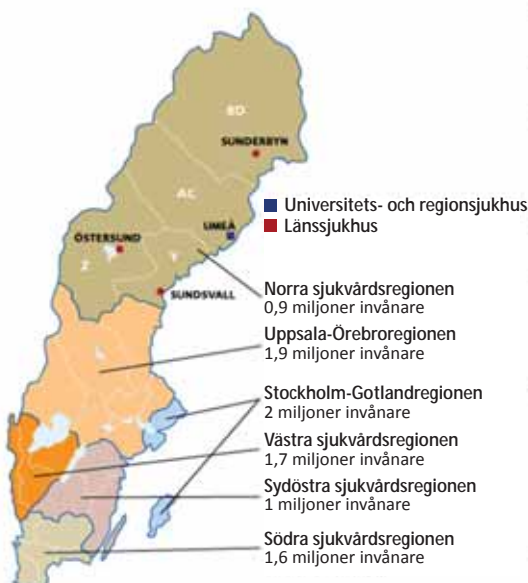 BD
SUNDERBYN
AC
Universitets- och regionsjukhus
UMEÅ
Länssjukhus
ÖSTERSUND
Z
Y
SUNDSVALL
Norra sjukvårdsregionen
0,9 miljoner invånare
Uppsala-Örebroregionen
1,9 miljoner invånare
Stockholm-Gotlandregionen
2 miljoner invånare
Västra sjukvårdsregionen
1,7 miljoner invånare
Sydöstra sjukvårdsregionen
1 miljoner invånare
Södra sjukvårdsregionen
1,6 miljoner invånare